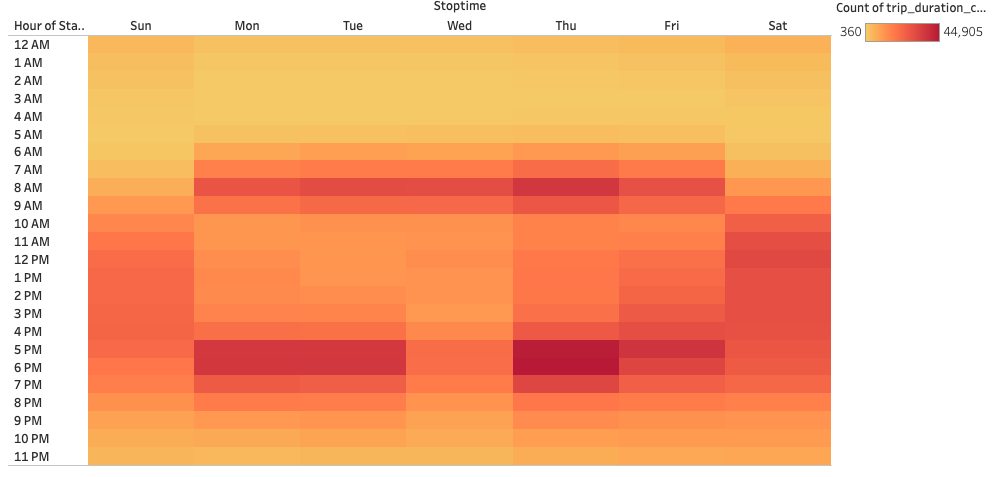 Stoptime
Count of trip_duration_c...
Hour of Sta.. Sun Mon Tue Wed Thu Fri Sat
360 44,905
12 AM
1 AM
2 AM
3 AM
4 AM
5 AM
6 AM
7 AM
8 AM
9 AM
10 AM
11 AM
12 PM
1 PM
2 PM
3 PM
4 PM
5 PM
6 PM
7 PM
8 PM
9 PM
10 PM
11 PM